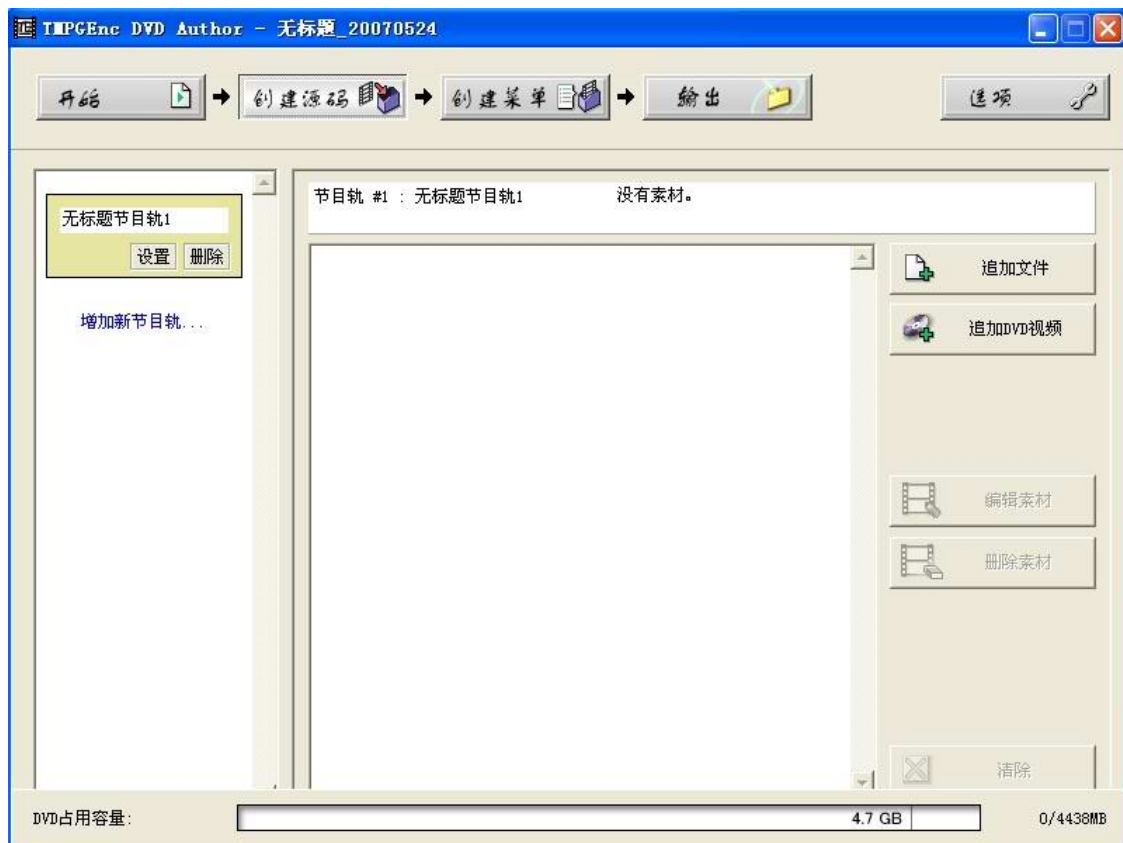 TMPGEnc DVD Author - 无标题_20070524
开始
创建源码
创建菜单
输出
选项
无标题节目轨1
设置 删除
增加新节目轨...
节目轨 #1 : 无标题节目轨1 没有素材。
追加文件
追加DVD视频
编辑素材
删除素材
清除
DVD占用容量:
4.7 GB
0/4438MB